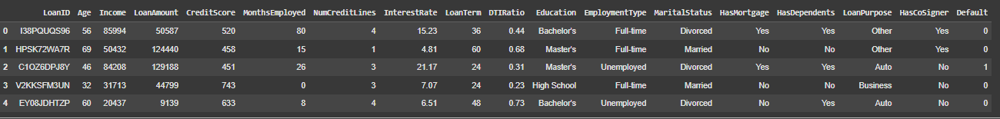 LoanID Age Income LoanAmount CreditScore MonthsEmployed NumCreditLines InterestRate LoanTerm DTIRatio Education EmploymentType MaritalStatus HasMortgage HasDependents LoanPurpose HasCoSigner Default
0 I38PQUQS96 56 85994 50587 520 80 4 15.23 36 0.44 Bachelor's Full-time Divorced Yes Yes Other Yes 0
1 HPSK72WA7R 69 50432 124440 458 15 1 4.81 60 0.68 Master's Full-time Married No No Other Yes 0
2 C1OZ6DPJ8Y 46 84208 129188 451 26 3 21.17 24 0.31 Master's Unemployed Divorced Yes Yes Auto No 1
3 V2KKSFM3UN 32 31713 44799 743 0 3 7.07 24 0.23 High School Full-time Married No No Business No 0
4 EY08JDHTZP 60 20437 9139 633 8 4 6.51 48 0.73 Bachelor's Unemployed Divorced No Yes Auto No 0